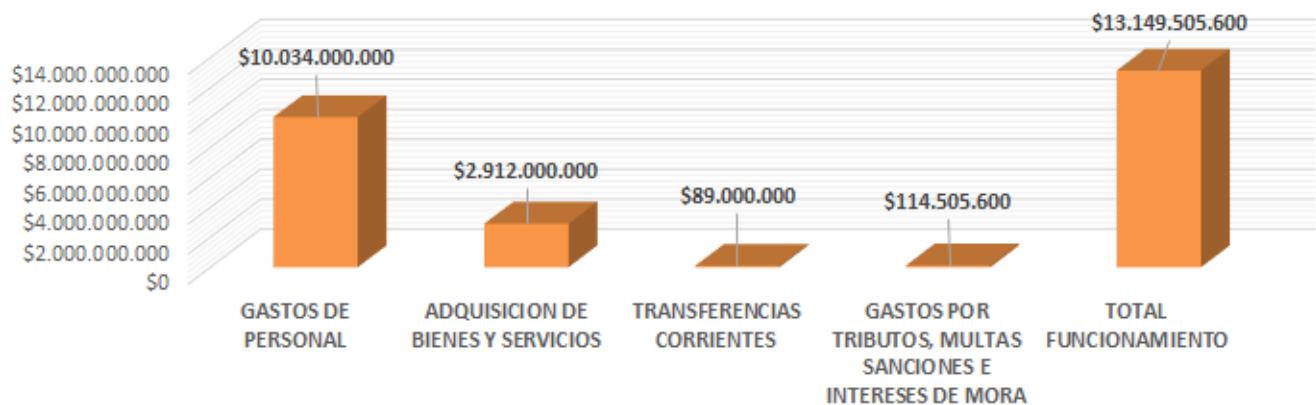 $14.000.000.000
$12.000.000.000
$10.000.000.000
$8.000.000.000
$6.000.000.000
$4.000.000.000
$2.000.000.000
$0
$10.034.000.000
$2.912.000.000
$89.000.000
$114.505.600
$13.149.505.600
GASTOS DE
PERSONAL
ADQUISICION DE
BIENES Y SERVICIOS
TRANSFERENCIAS
CORRIENTES
GASTOS POR
TRIBUTOS, MULTAS
SANCIONES E
INTERESES DE MORA
TOTAL
FUNCIONAMIENTO